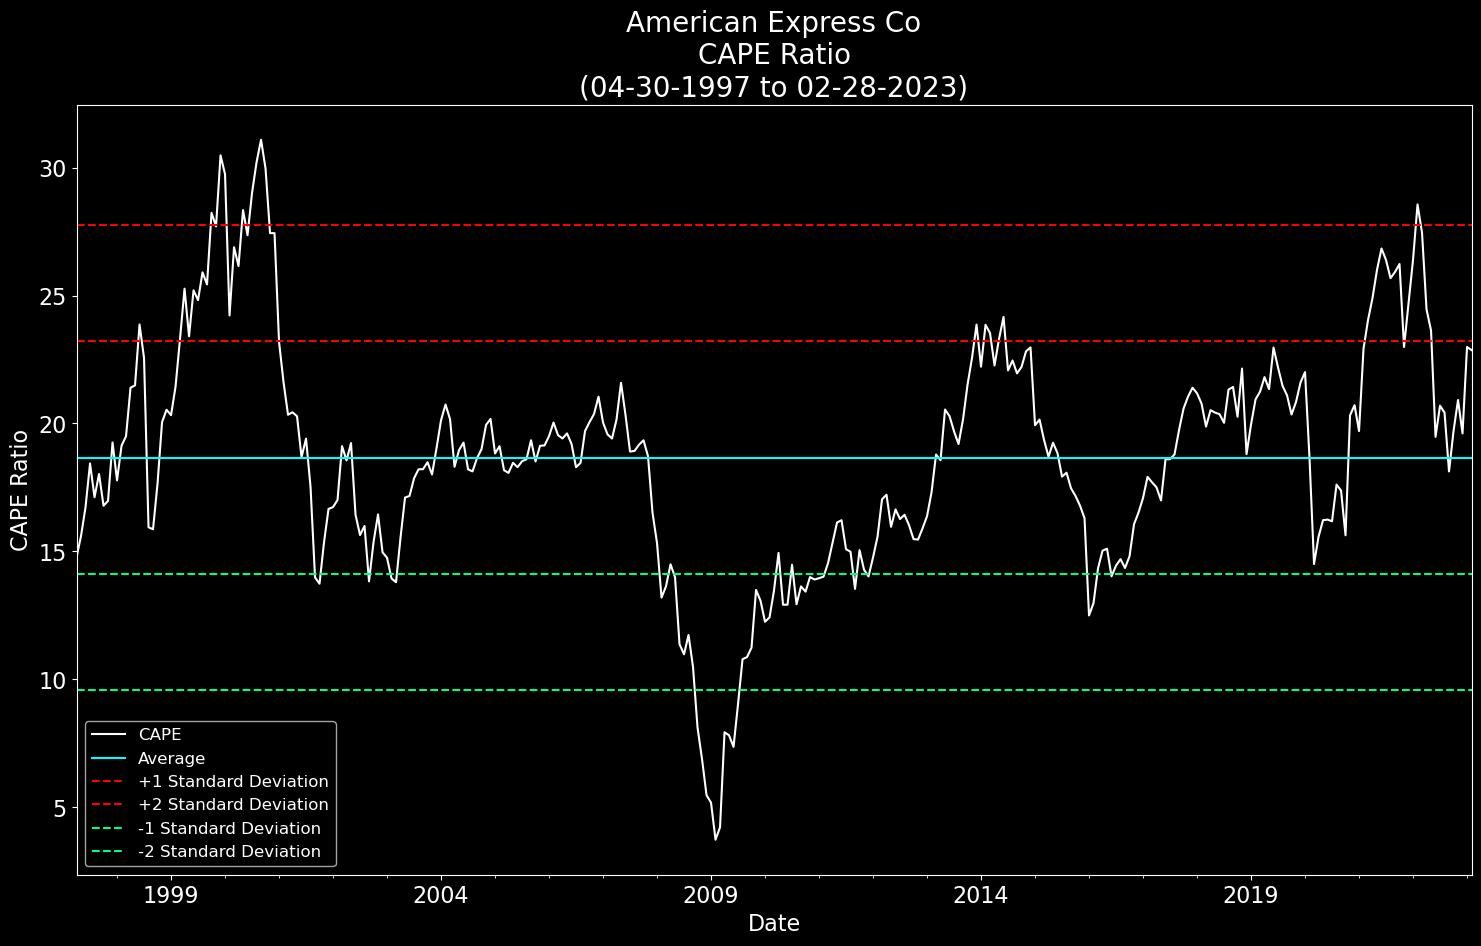 American Express Co
CAPE Ratio
(04-30-1997 to 02-28-2023)
30
25
20
15
10
5
CAPE Ratio
CAPE
Average
+1 Standard Deviation
+2 Standard Deviation
-1 Standard Deviation
-2 Standard Deviation
1999 2004 2009 2014 2019
Date